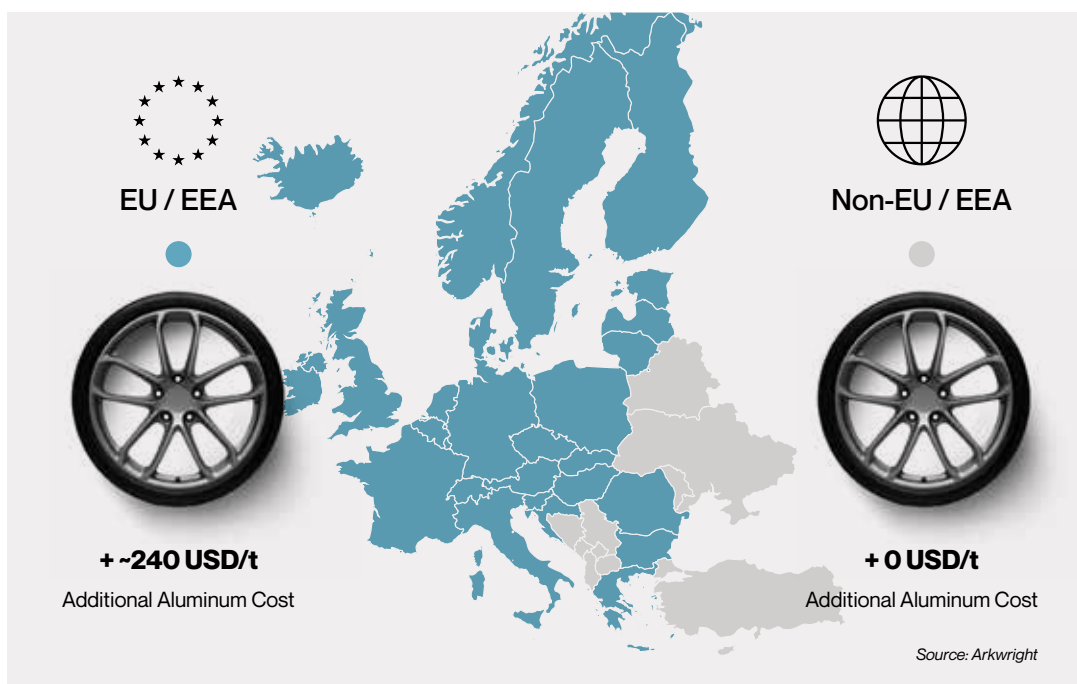 EU / EEA
+ ~240 USD/t
Additional Aluminum Cost
Non-EU / EEA
+ 0 USD/t
Additional Aluminum Cost
Source: Arkwright